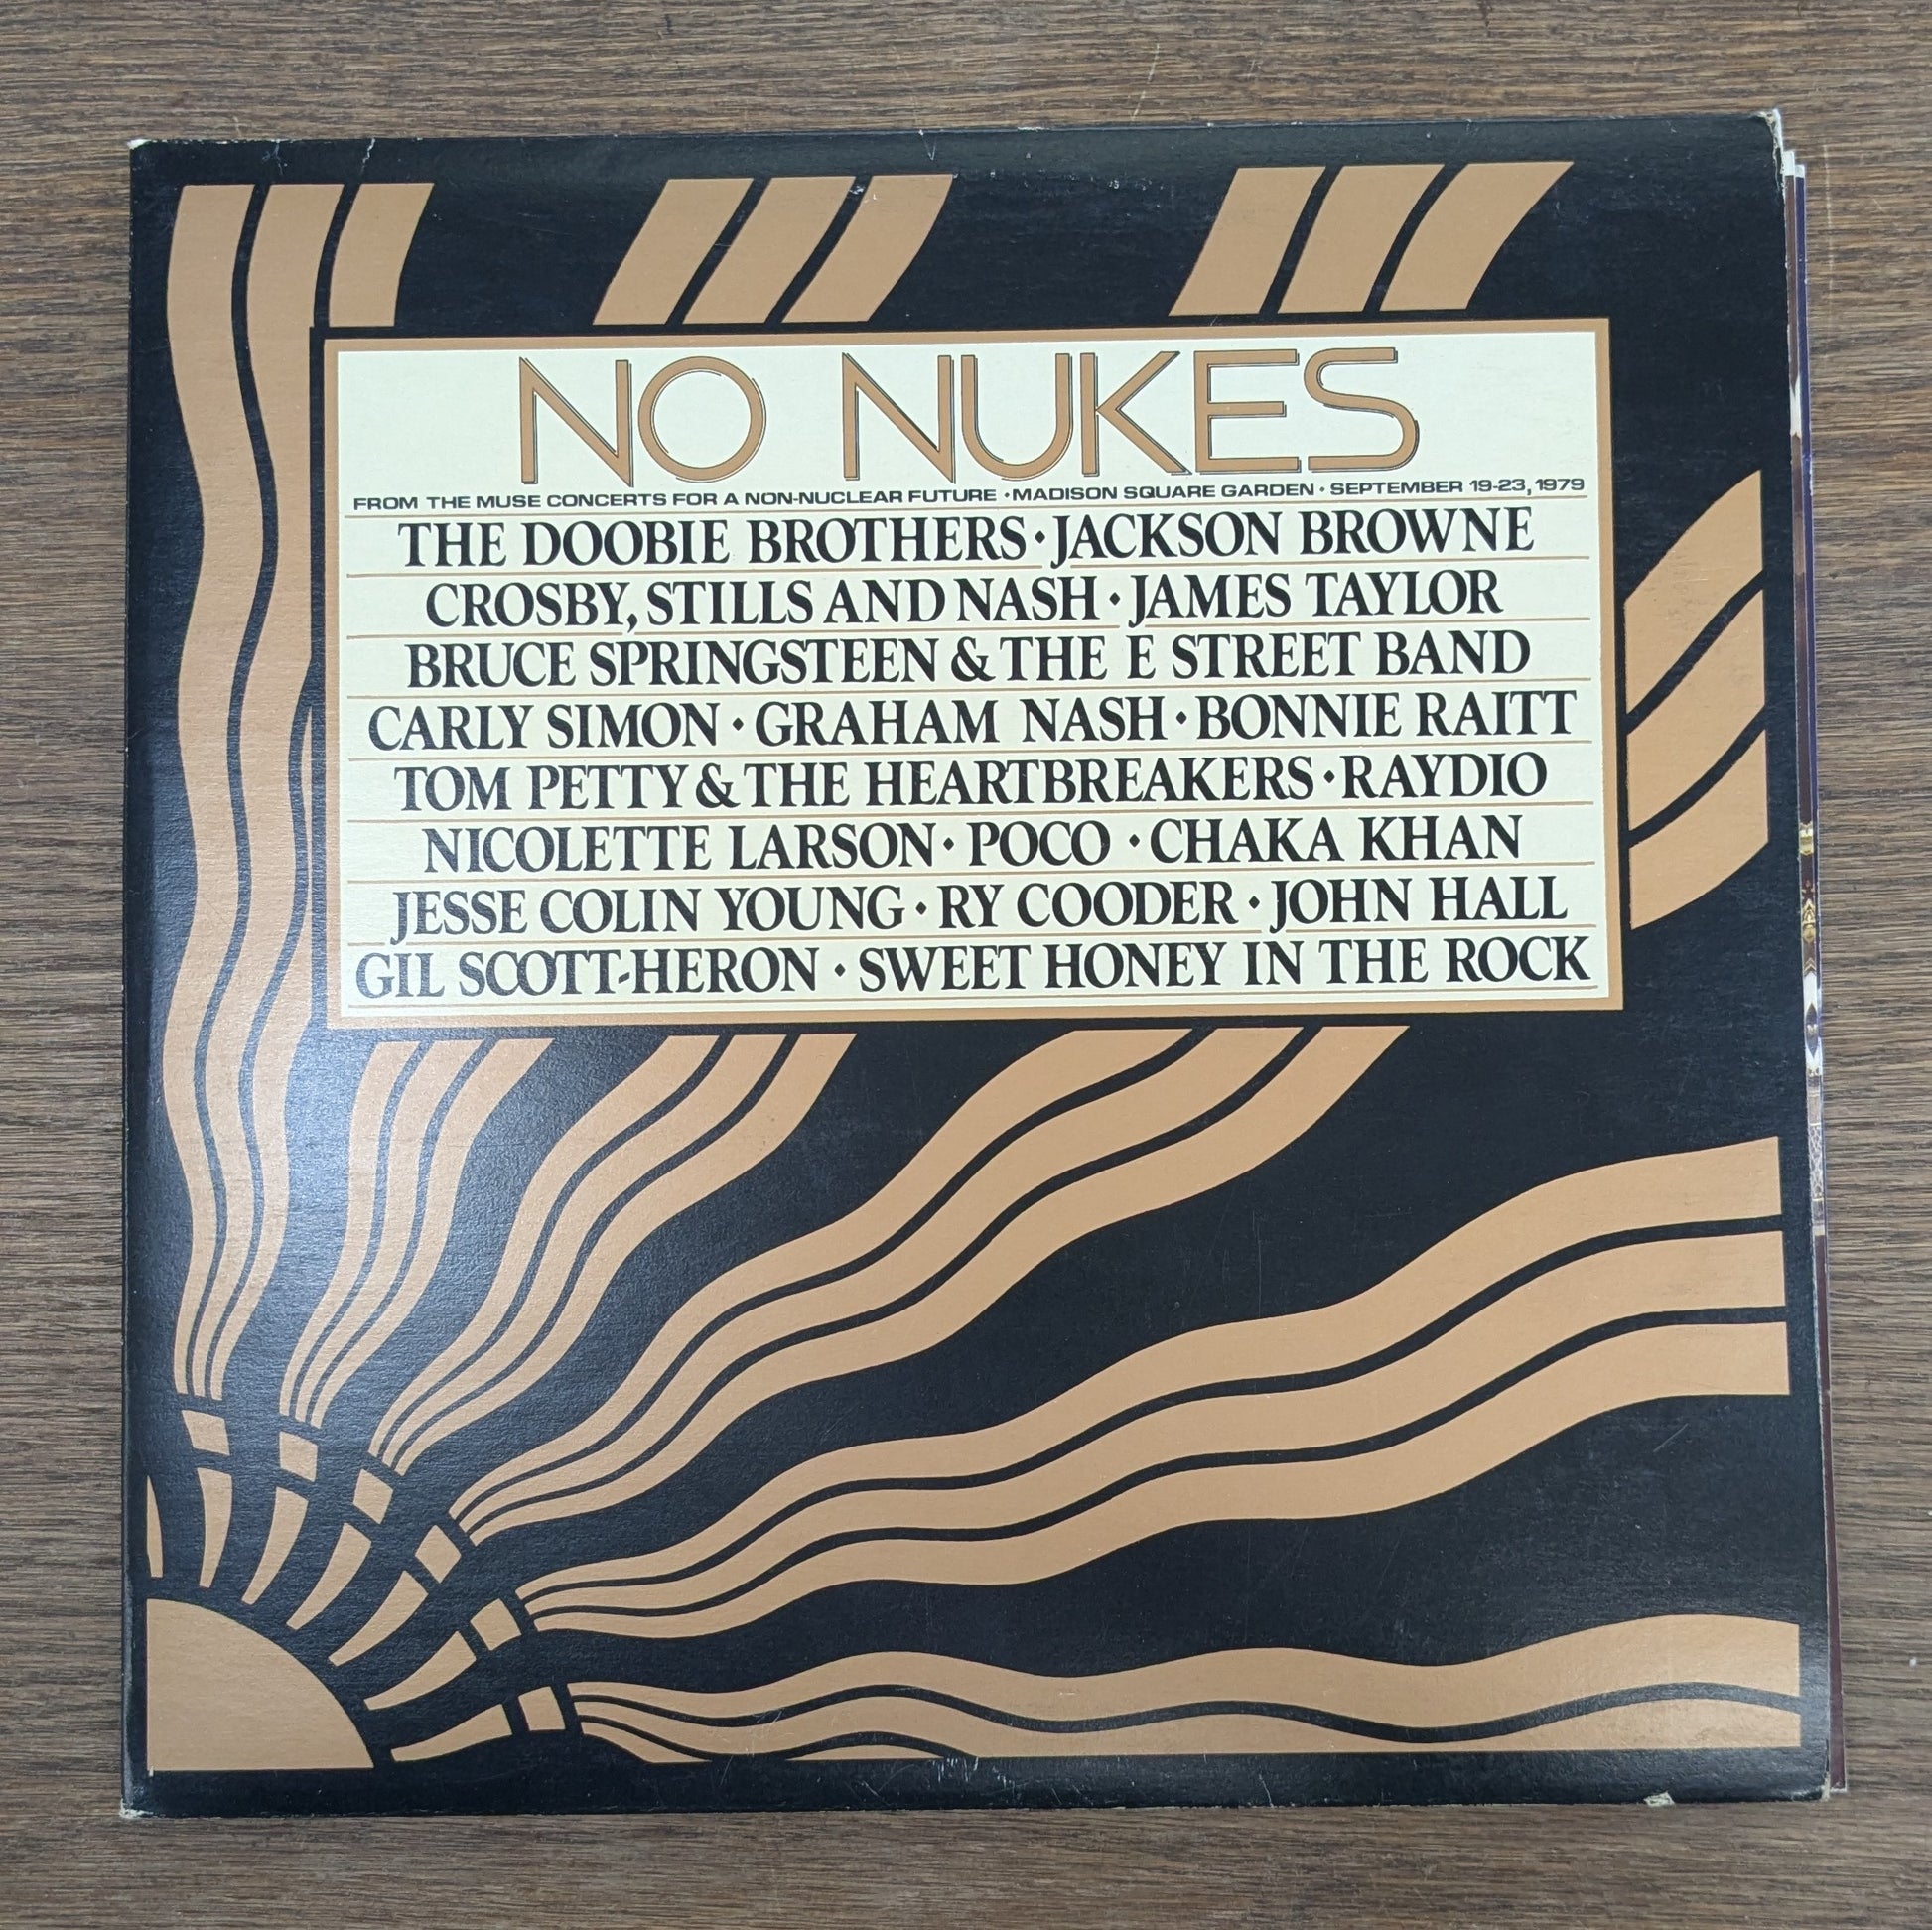 NO NUKES
FROM THE MUSE CONCERTS FOR A NON-NUCLEAR FUTURE • MADISON SQUARE GARDEN • SEPTEMBER 19-23, 1979
THE DOOBIE BROTHERS • JACKSON BROWNE
CROSBY, STILLS AND NASH • JAMES TAYLOR
BRUCE SPRINGSTEEN & THE E STREET BAND
CARLY SIMON • GRAHAM NASH • BONNIE RAITT
TOM PETTY & THE HEARTBREAKERS • RAYDIO
NICOLETTE LARSON • POCO • CHAKA KHAN
JESSE COLIN YOUNG • RY COODER • JOHN HALL
GIL SCOTT-HERON • SWEET HONEY IN THE ROCK